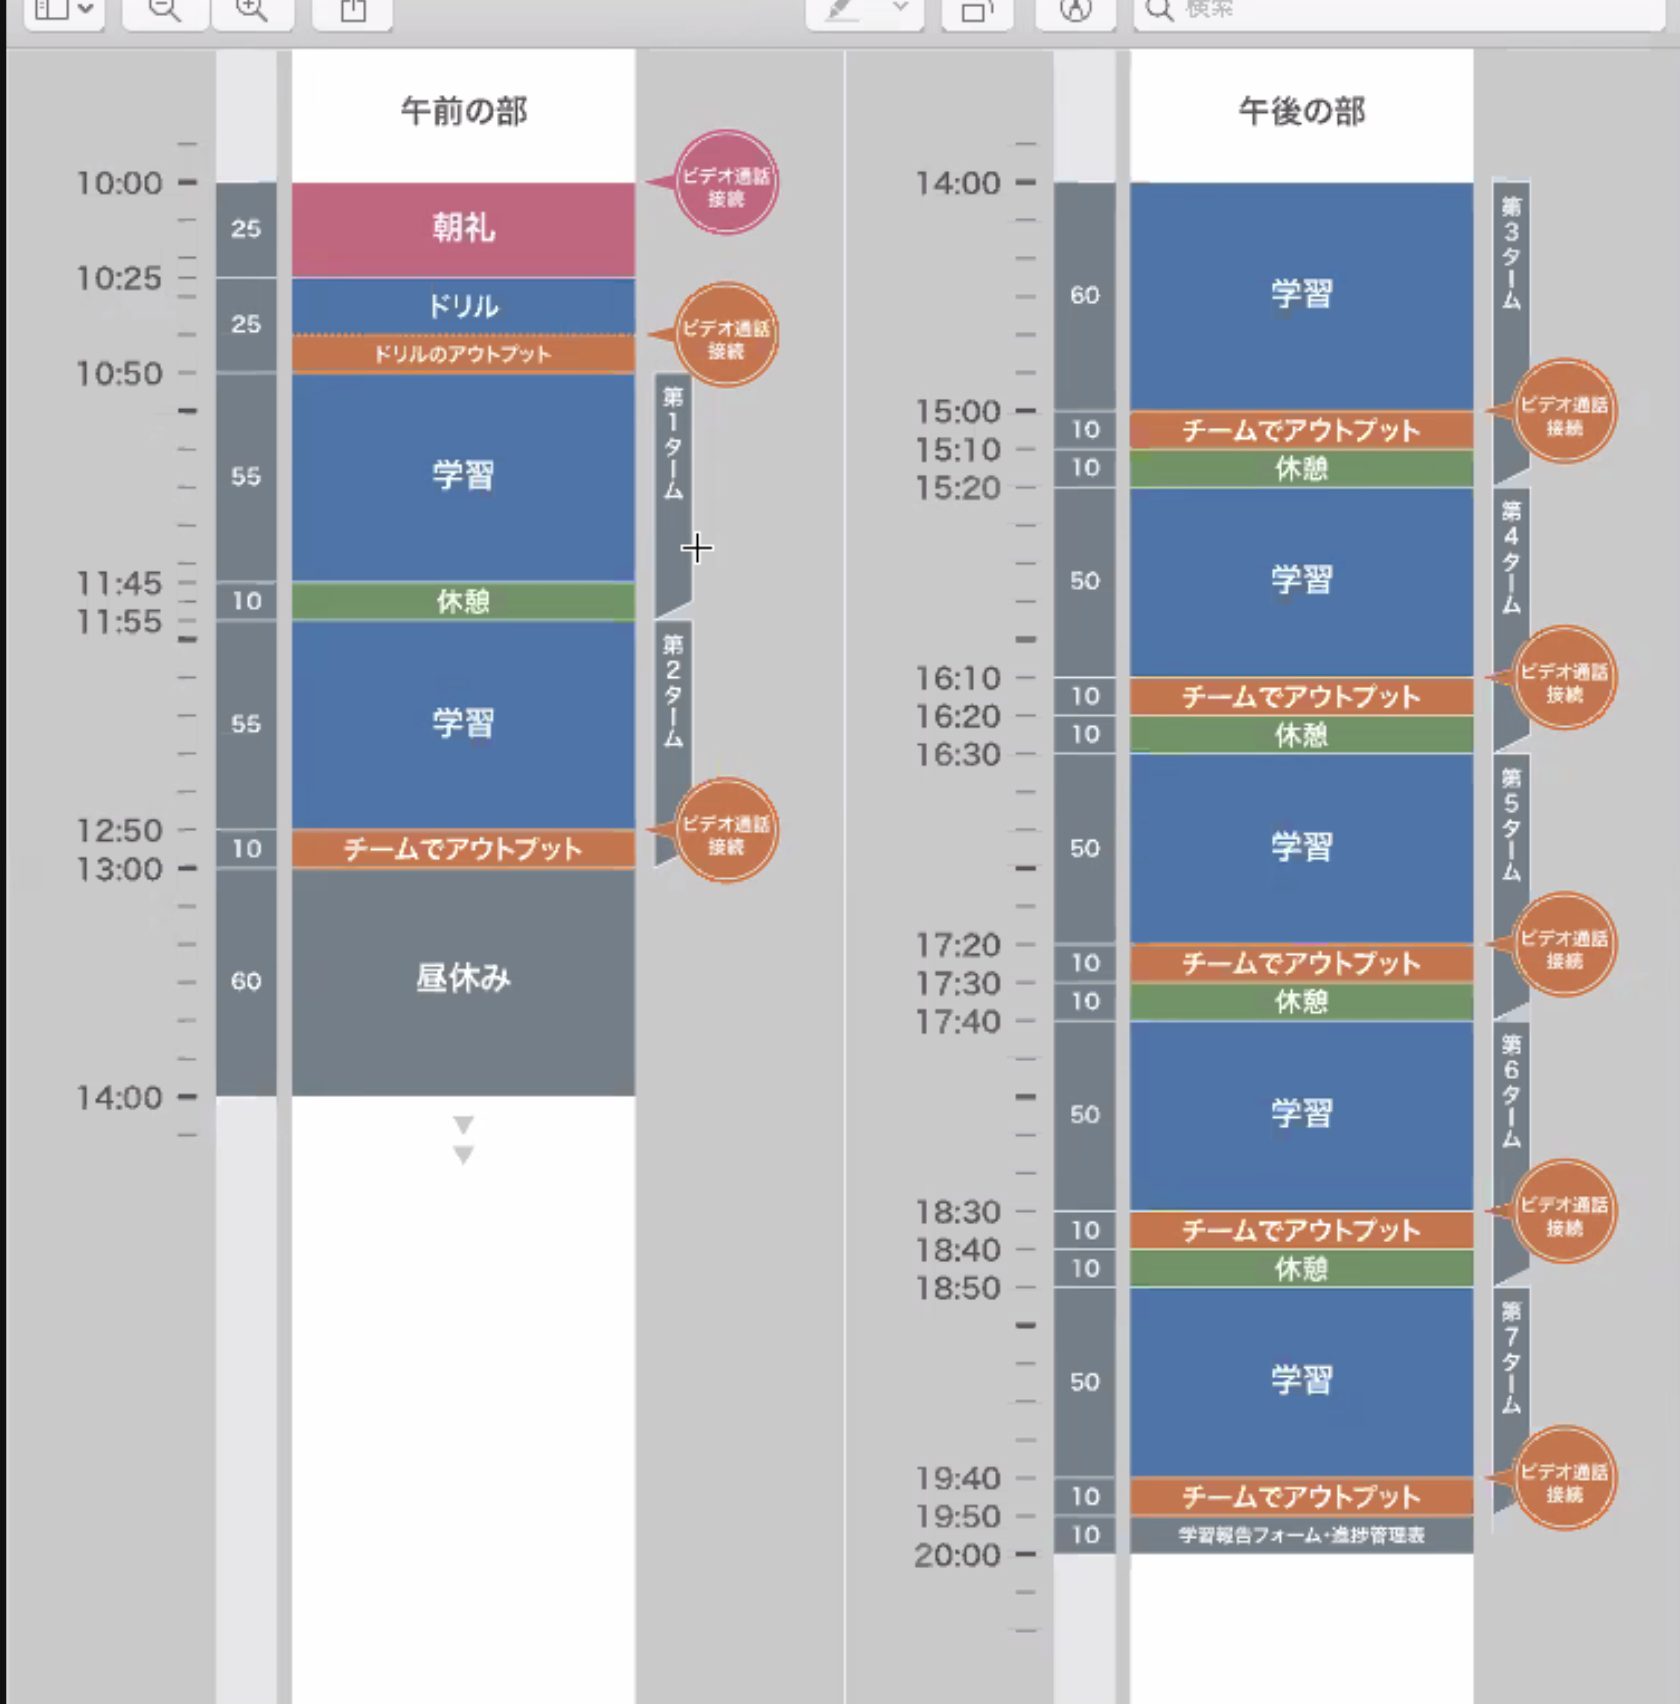 検索
午前の部
10:00
25
朝礼
ビデオ通話
接続
10:25
25
ドリル
ドリルのアウトプット
ビデオ通話
接続
10:50
55
学習
第1ターム
11:45
10
休憩
11:55
55
学習
第2ターム
12:50
10
チームでアウトプット
ビデオ通話
接続
13:00
60
昼休み
14:00
午後の部
14:00
60
学習
第3ターム
15:00
10
チームでアウトプット
ビデオ通話
接続
15:10
10
休憩
15:20
50
学習
第4ターム
16:10
10
チームでアウトプット
ビデオ通話
接続
16:20
10
休憩
16:30
50
学習
第5ターム
17:20
10
チームでアウトプット
ビデオ通話
接続
17:30
10
休憩
17:40
50
学習
第6ターム
18:30
10
チームでアウトプット
ビデオ通話
接続
18:40
10
休憩
18:50
50
学習
第7ターム
19:40
10
チームでアウトプット
ビデオ通話
接続
19:50
10
学習報告フォーム・進捗管理表
20:00